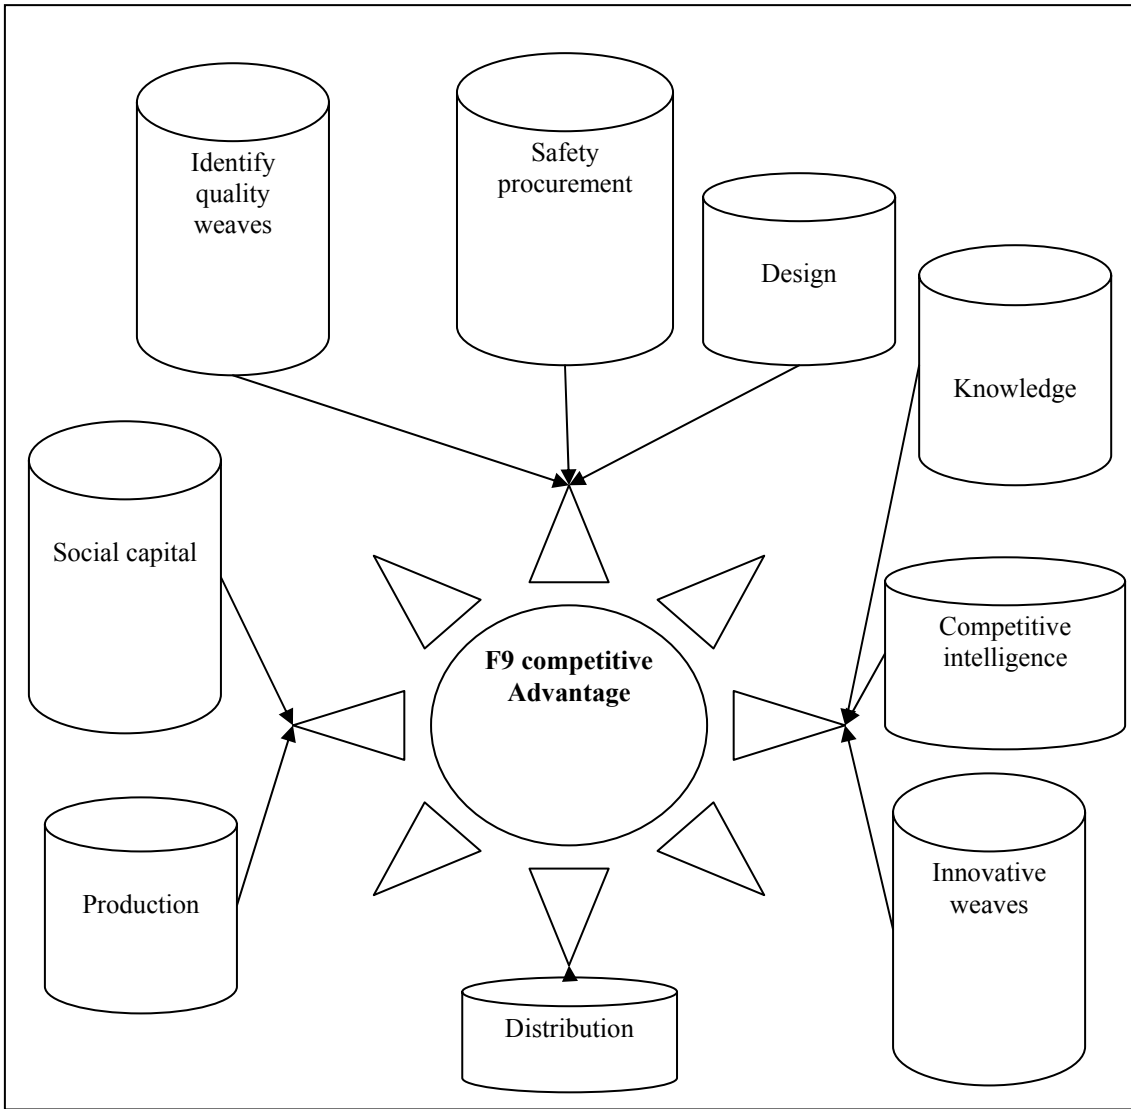 Identify
quality
weaves
Safety
procurement
Design
Knowledge
Social capital
Competitive
intelligence
F9 competitive
Advantage
Production
Innovative
weaves
Distribution